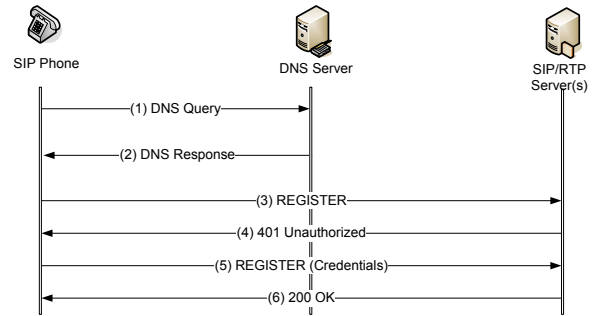 SIP Phone
DNS Server
SIP/RTP
Server(s)
(1) DNS Query
(2) DNS Response
(3) REGISTER
(4) 401 Unauthorized
(5) REGISTER (Credentials)
(6) 200 OK